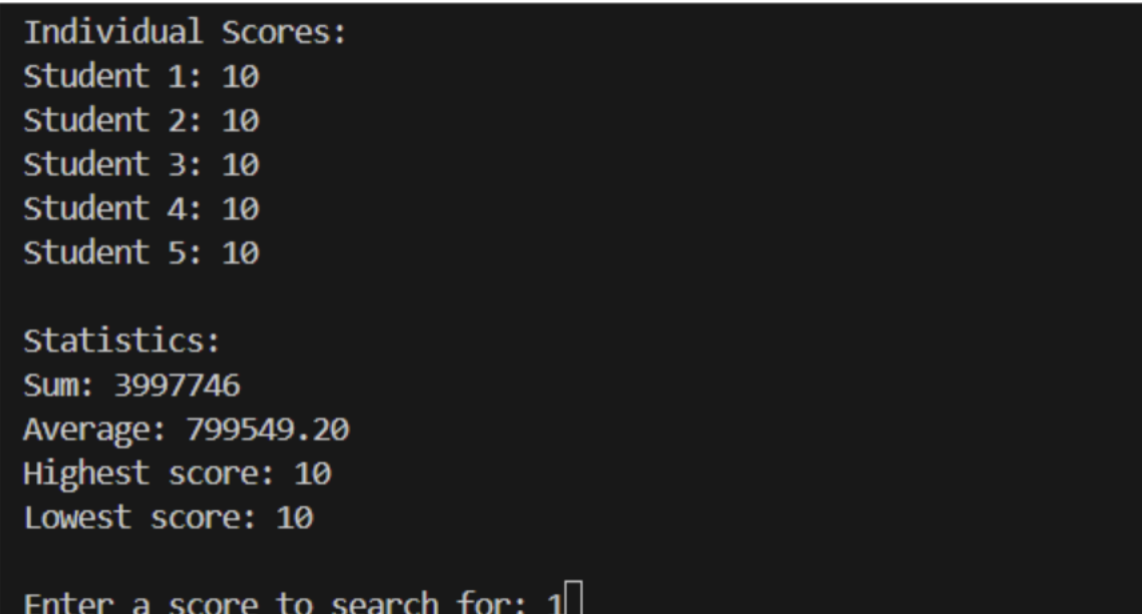 Individual Scores:
Student 1: 10
Student 2: 10
Student 3: 10
Student 4: 10
Student 5: 10
Statistics:
Sum: 3997746
Average: 799549.20
Highest score: 10
Lowest score: 10
Enter a score to search for: 1